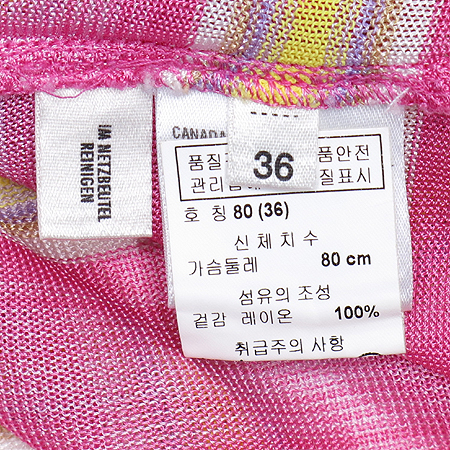 IM NETZBEUTEL
REINIGEN
CANADA
36
품질 품안전
관리 질표시
호 칭 80 (36)
신 체 치 수
가슴둘레 80 cm
섬유의 조성
겉감 레이온 100%
취급주의 사항